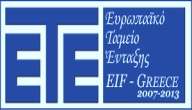 ΕΤΕ
Ευρωπαϊκό
Ταμείο
Ένταξης
EIF - GREECE
2007-2013